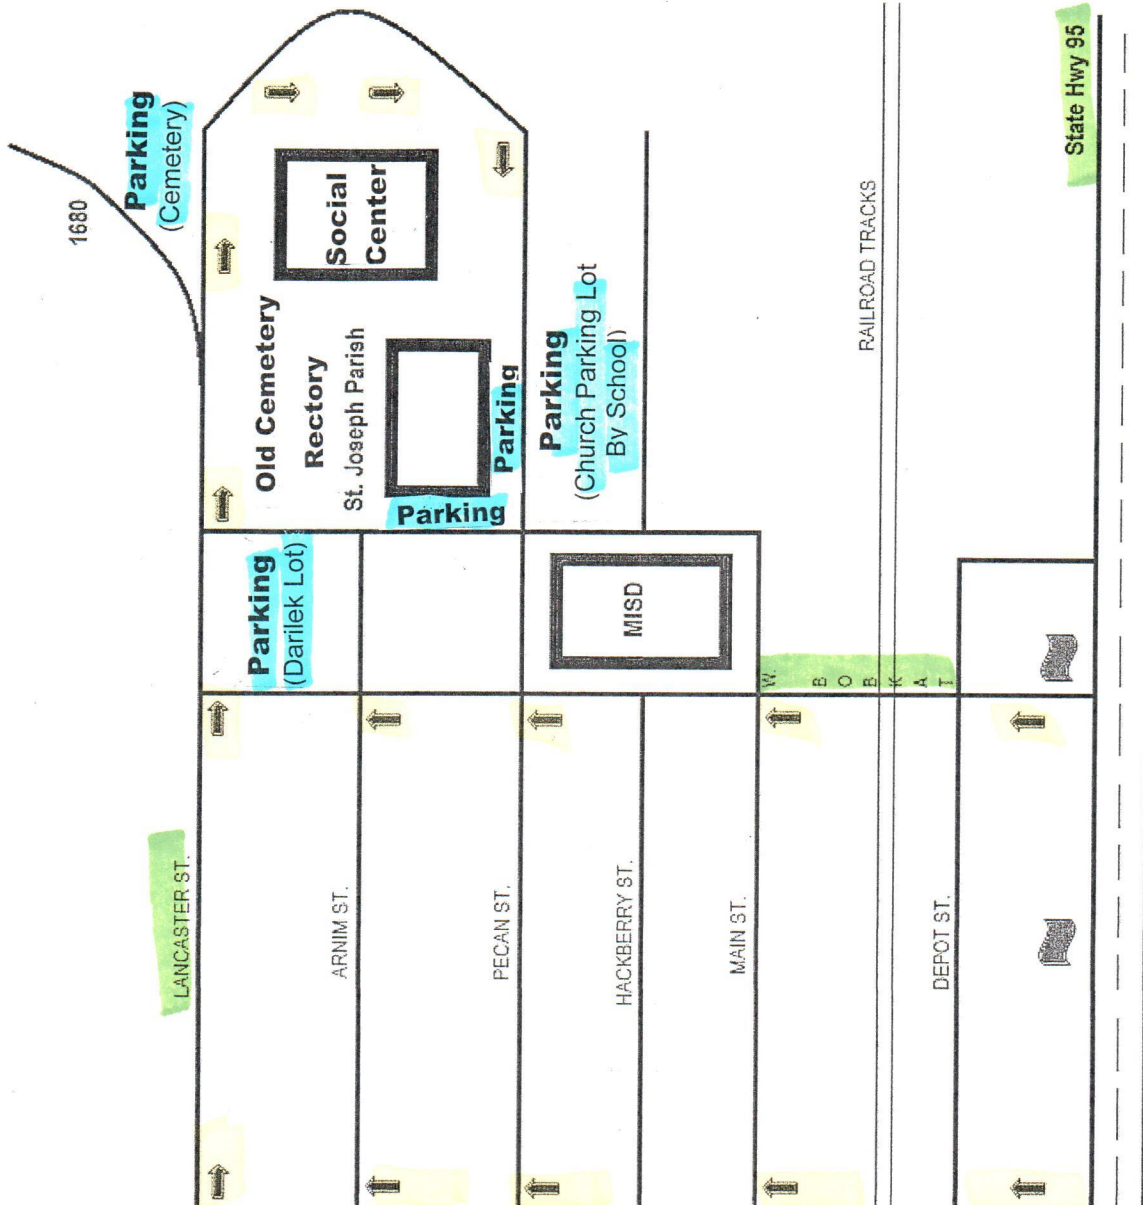 1680
Parking
(Cemetery)
Social
Center
Old Cemetery
Rectory
St. Joseph Parish
Parking
Parking
Parking
(Church Parking Lot
By School)
Parking
(Darilek Lot)
MISD
W. BOBKAT
RAILROAD TRACKS
State Hwy 95
LANCASTER ST.
ARNIM ST.
PECAN ST.
HACKBERRY ST.
MAIN ST.
DEPOT ST.